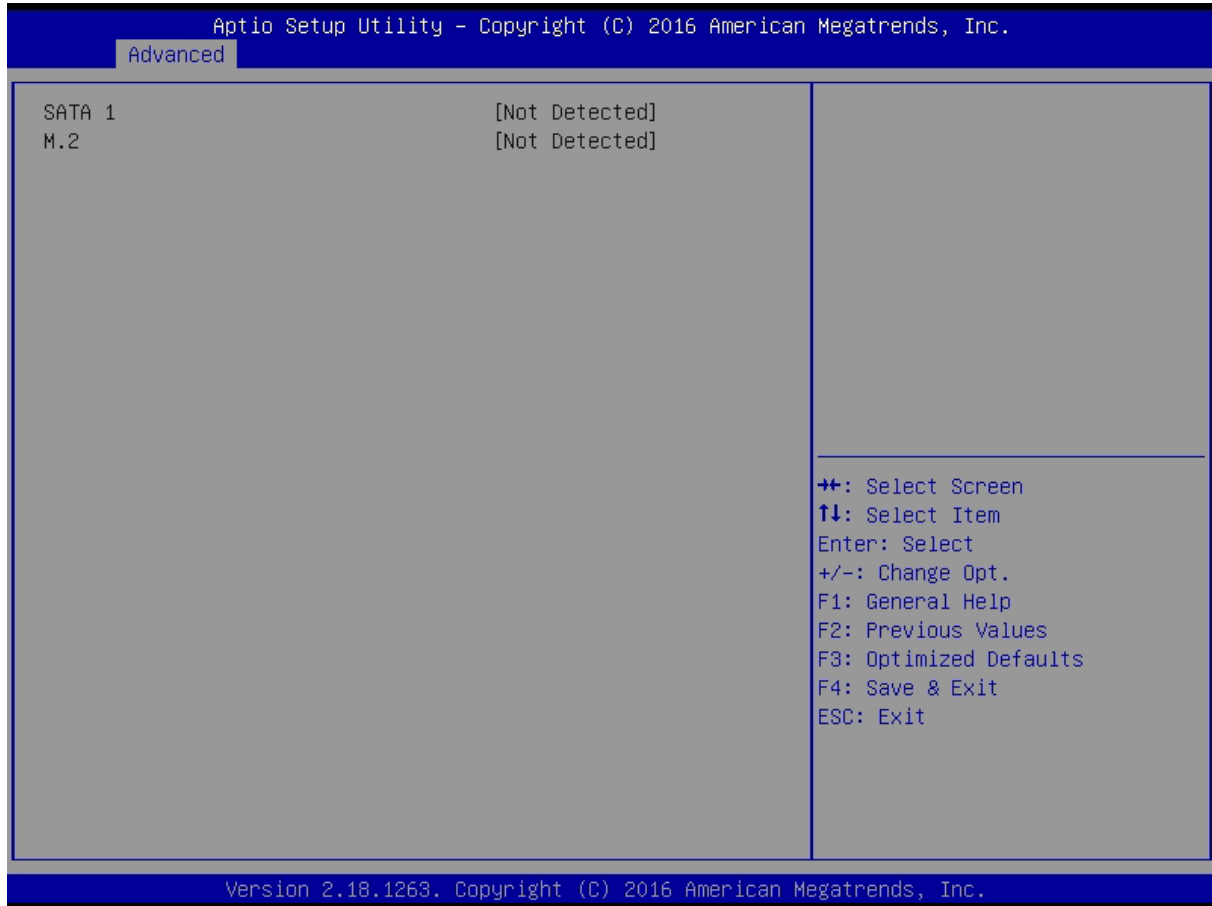 Aptio Setup Utility – Copyright (C) 2016 American Megatrends, Inc.
Advanced
SATA 1 [Not Detected]
M.2 [Not Detected]
→←: Select Screen
↑↓: Select Item
Enter: Select
+/-: Change Opt.
F1: General Help
F2: Previous Values
F3: Optimized Defaults
F4: Save & Exit
ESC: Exit
Version 2.18.1263. Copyright (C) 2016 American Megatrends, Inc.